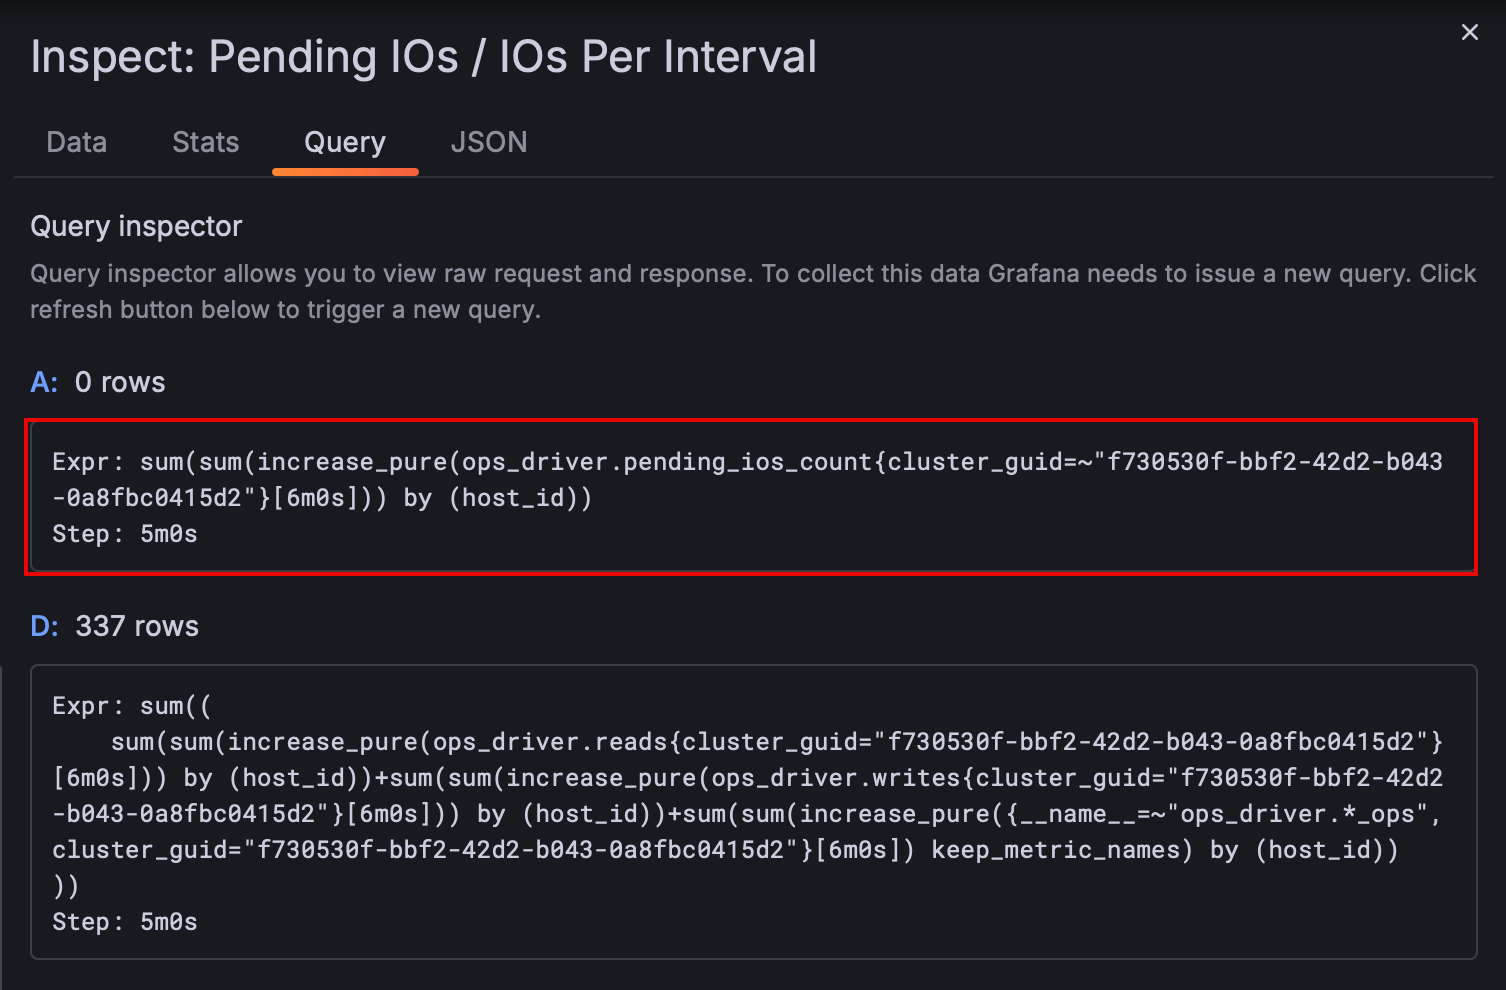 Inspect: Pending IOs / IOs Per Interval
Data Stats Query JSON
Query inspector
Query inspector allows you to view raw request and response. To collect this data Grafana needs to issue a new query. Click
refresh button below to trigger a new query.
A: 0 rows
Expr: sum(sum(increase_pure(ops_driver.pending_ios_count{cluster_guid=~"f730530f-bbf2-42d2-b043
-0a8fbc0415d2"}[6m0s])) by (host_id))
Step: 5m0s
D: 337 rows
Expr: sum((
    sum(sum(increase_pure(ops_driver.reads{cluster_guid="f730530f-bbf2-42d2-b043-0a8fbc0415d2"}
[6m0s])) by (host_id))+sum(sum(increase_pure(ops_driver.writes{cluster_guid="f730530f-bbf2-42d2
-b043-0a8fbc0415d2"}[6m0s])) by (host_id))+sum(sum(increase_pure({__name__=~"ops_driver.*_ops",
cluster_guid="f730530f-bbf2-42d2-b043-0a8fbc0415d2"}[6m0s]) keep_metric_names) by (host_id))
))
Step: 5m0s